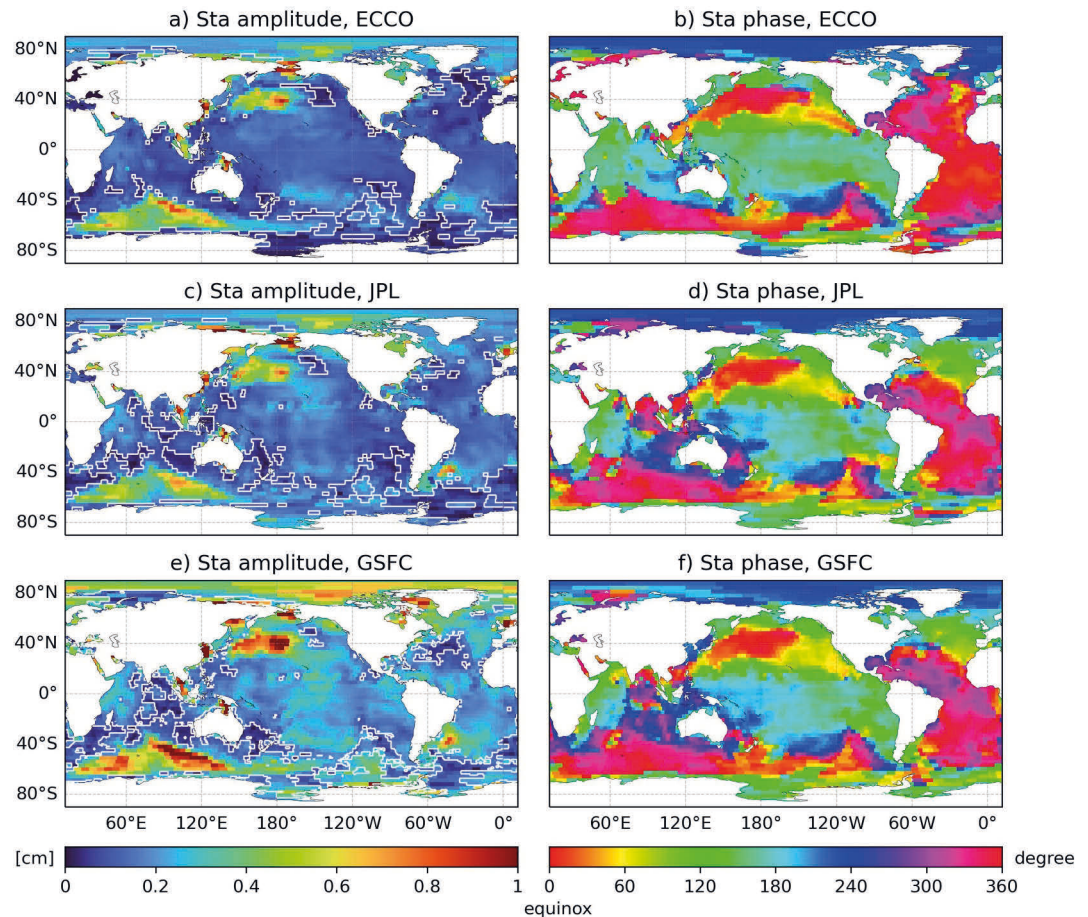 a) Sta amplitude, ECCO
b) Sta phase, ECCO
80°N
40°N
0°
40°S
80°S
c) Sta amplitude, JPL
d) Sta phase, JPL
80°N
40°N
0°
40°S
80°S
e) Sta amplitude, GSFC
f) Sta phase, GSFC
80°N
40°N
0°
40°S
80°S
60°E 120°E 180° 120°W 60°W 0°
60°E 120°E 180° 120°W 60°W 0°
[cm]
0 0.2 0.4 0.6 0.8 1
degree
0 60 120 180 240 300 360
equinox